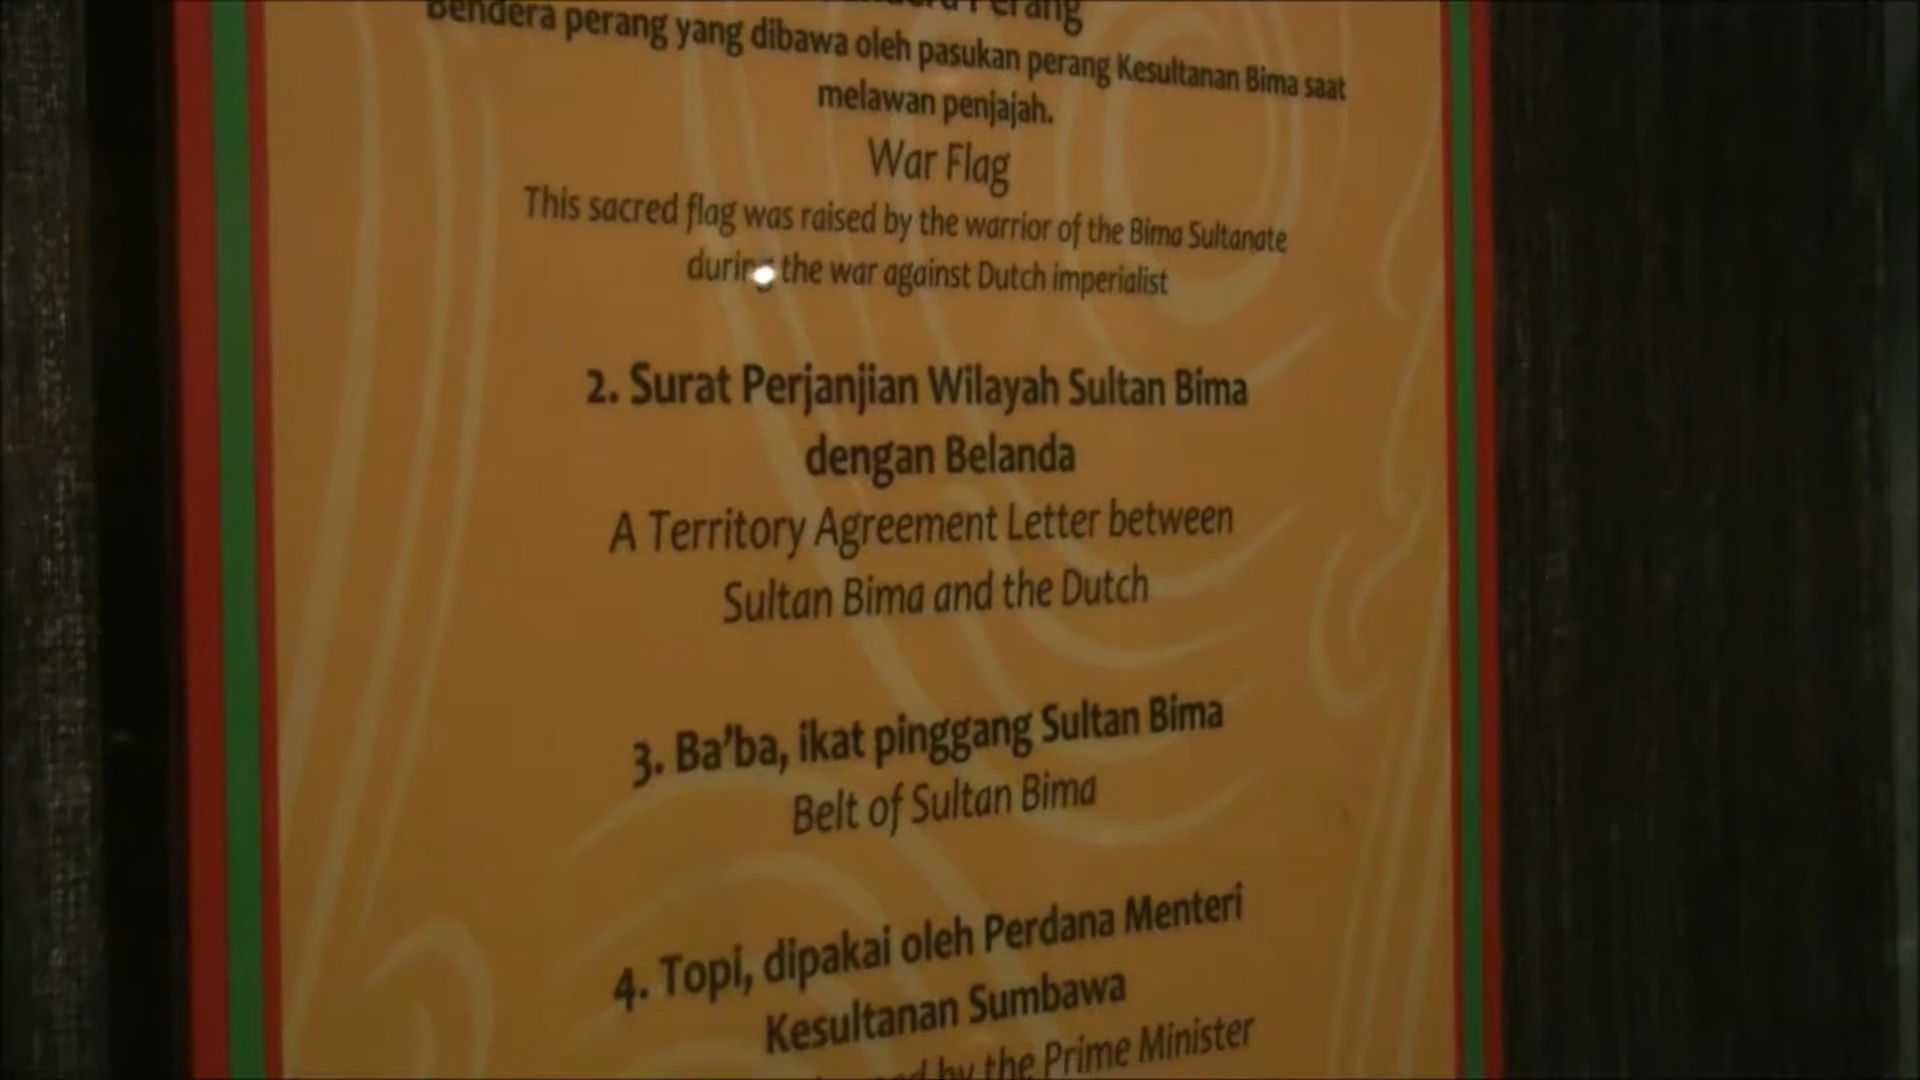 Perang
Bendera perang yang dibawa oleh pasukan perang Kesultanan Bima saat
melawan penjajah.
War Flag
This sacred flag was raised by the warrior of the Bima Sultanate
during the war against Dutch imperialist
2. Surat Perjanjian Wilayah Sultan Bima
dengan Belanda
A Territory Agreement Letter between
Sultan Bima and the Dutch
3. Ba’ba, ikat pinggang Sultan Bima
Belt of Sultan Bima
4. Topi, dipakai oleh Perdana Menteri
Kesultanan Sumbawa
by the Prime Minister